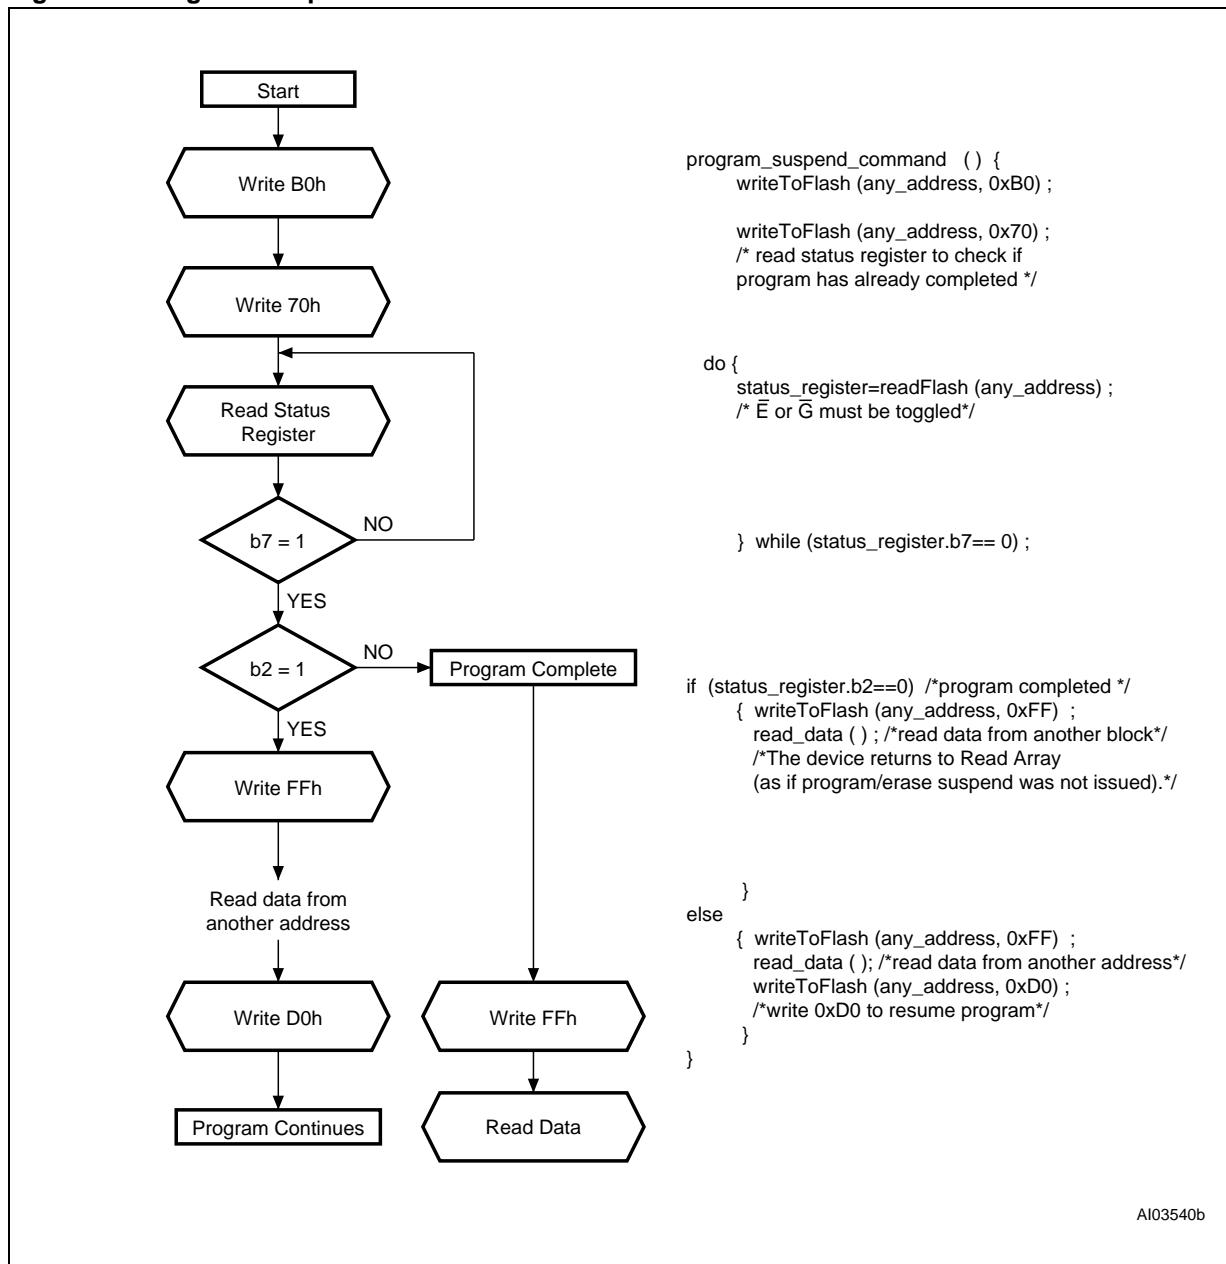 Start
Write B0h
Write 70h
Read Status
Register
NO
b7 = 1
YES
NO
b2 = 1
Program Complete
YES
Write FFh
Read data from
another address
Write D0h
Write FFh
Program Continues
Read Data
program_suspend_command ( ) {
writeToFlash (any_address, 0xB0) ;
writeToFlash (any_address, 0x70) ;
/* read status register to check if
program has already completed */
do {
status_register=readFlash (any_address) ;
/* E̅ or G̅ must be toggled*/
} while (status_register.b7== 0) ;
if (status_register.b2==0) /*program completed */
{ writeToFlash (any_address, 0xFF) ;
read_data ( ) ; /*read data from another block*/
/*The device returns to Read Array
(as if program/erase suspend was not issued).*/
}
else
{ writeToFlash (any_address, 0xFF) ;
read_data ( ); /*read data from another address*/
writeToFlash (any_address, 0xD0) ;
/*write 0xD0 to resume program*/
}
}
AI03540b